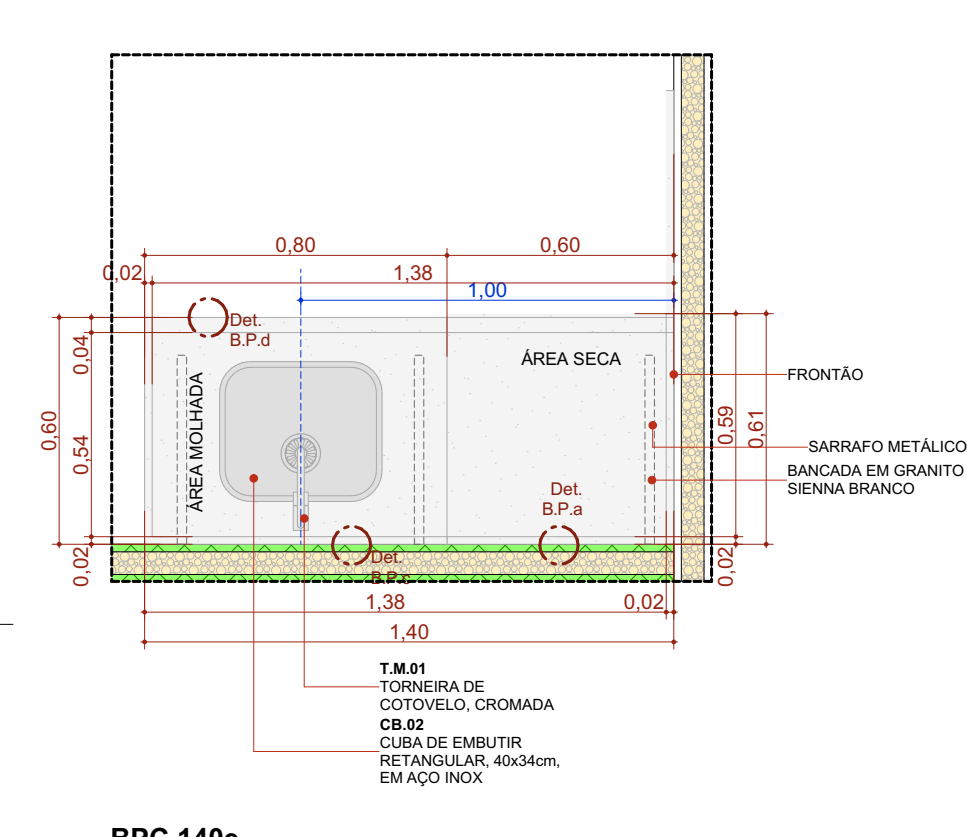 0,80
0,60
0,02
1,38
1,00
Det.
B.P.d
0,04
ÁREA SECA
FRONTÃO
ÁREA MOLHADA
0,60
0,54
0,59
0,61
SARRAFO METÁLICO
BANCADA EM GRANITO
SIENNA BRANCO
Det.
B.P.a
Det.
0,02
0,02
1,38
0,02
1,40
T.M.01
TORNEIRA DE
COTOVELO, CROMADA
CB.02
CUBA DE EMBUTIR
RETANGULAR, 40x34cm,
EM AÇO INOX